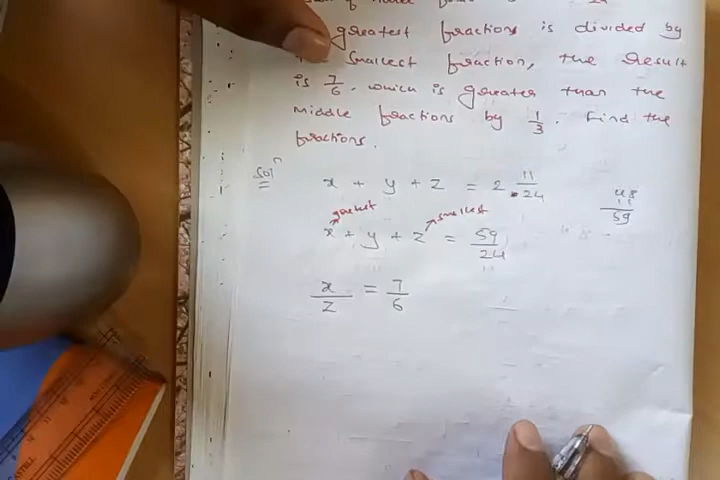 greatest fractions is divided by
smallest fraction, the result
is 7/6, which is greater than the
middle fractions by 1/3. Find the
fractions.
Solⁿ x + y + z = 2 11/24
48
11
59
greatest smallest
x + y + z = 59/24
x/z = 7/6